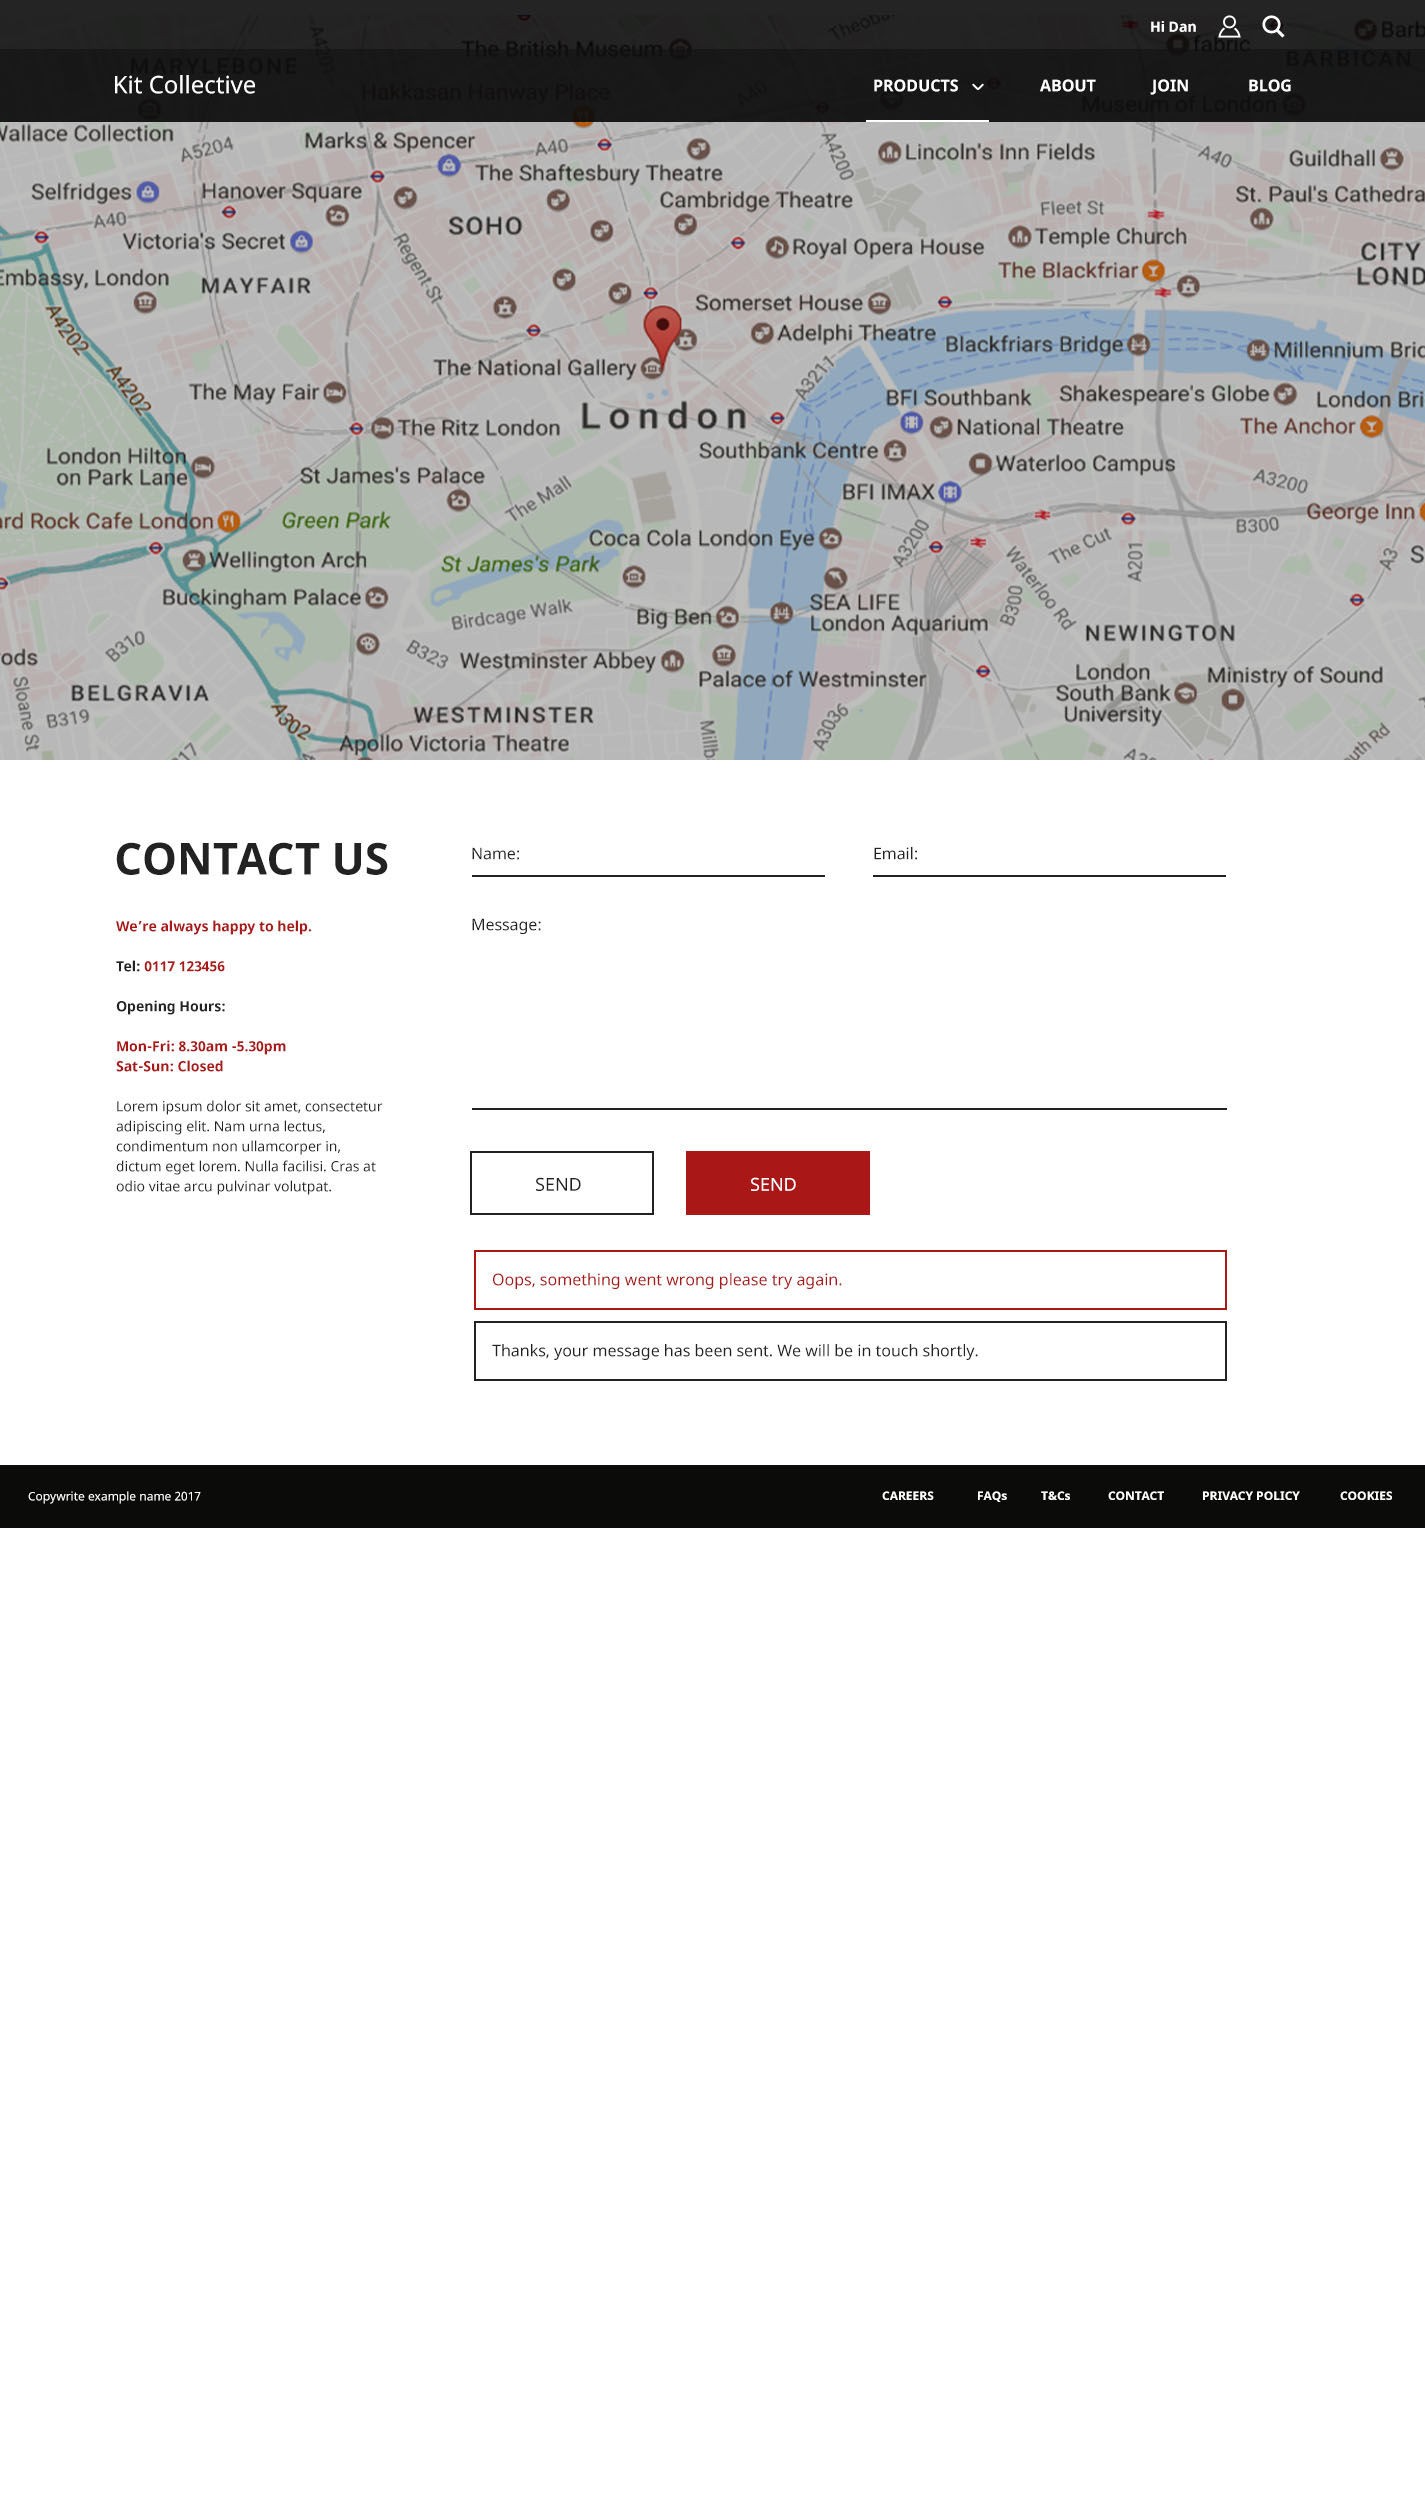 Hi Dan
Kit Collective
PRODUCTS
ABOUT
JOIN
BLOG
The British Museum
fabric
MARYLEBONE
BARBICAN
Hakkasan Hanway Place
A40
Museum of London
Wallace Collection
A5204
Marks & Spencer
A40
A4200
Lincoln's Inn Fields
A40
Guildhall
Selfridges
Hanover Square
The Shaftesbury Theatre
Cambridge Theatre
St. Paul's Cathedra
A40
SOHO
Fleet St
Victoria's Secret
Regent St
Royal Opera House
Temple Church
CITY
LOND
Embassy, London
MAYFAIR
The Blackfriar
A4202
Somerset House
Adelphi Theatre
Blackfriars Bridge
Millennium Brid
The National Gallery
A3211
A4202
The May Fair
London
BFI Southbank
Shakespeare's Globe
London Bri
The Ritz London
National Theatre
The Anchor
London Hilton
on Park Lane
St James's Palace
Southbank Centre
Waterloo Campus
The Mall
BFI IMAX
A3200
ard Rock Cafe London
Green Park
George Inn
B300
Coca Cola London Eye
A3200
The Cut
A201
A3
Wellington Arch
St James's Park
Waterloo Rd
Buckingham Palace
Birdcage Walk
Big Ben
SEA LIFE
London Aquarium
B300
NEWINGTON
B310
B323
Westminster Abbey
Palace of Westminster
London
South Bank
University
Ministry of Sound
ods
Sloane St
BELGRAVIA
B319
A302
WESTMINSTER
Millb
A3036
Apollo Victoria Theatre
uth Rd
CONTACT US
Name:
Email:
We're always happy to help.
Message:
Tel: 0117 123456
Opening Hours:
Mon-Fri: 8.30am -5.30pm
Sat-Sun: Closed
Lorem ipsum dolor sit amet, consectetur
adipiscing elit. Nam urna lectus,
condimentum non ullamcorper in,
dictum eget lorem. Nulla facilisi. Cras at
odio vitae arcu pulvinar volutpat.
SEND
SEND
Oops, something went wrong please try again.
Thanks, your message has been sent. We will be in touch shortly.
Copywrite example name 2017
CAREERS
FAQs
T&Cs
CONTACT
PRIVACY POLICY
COOKIES